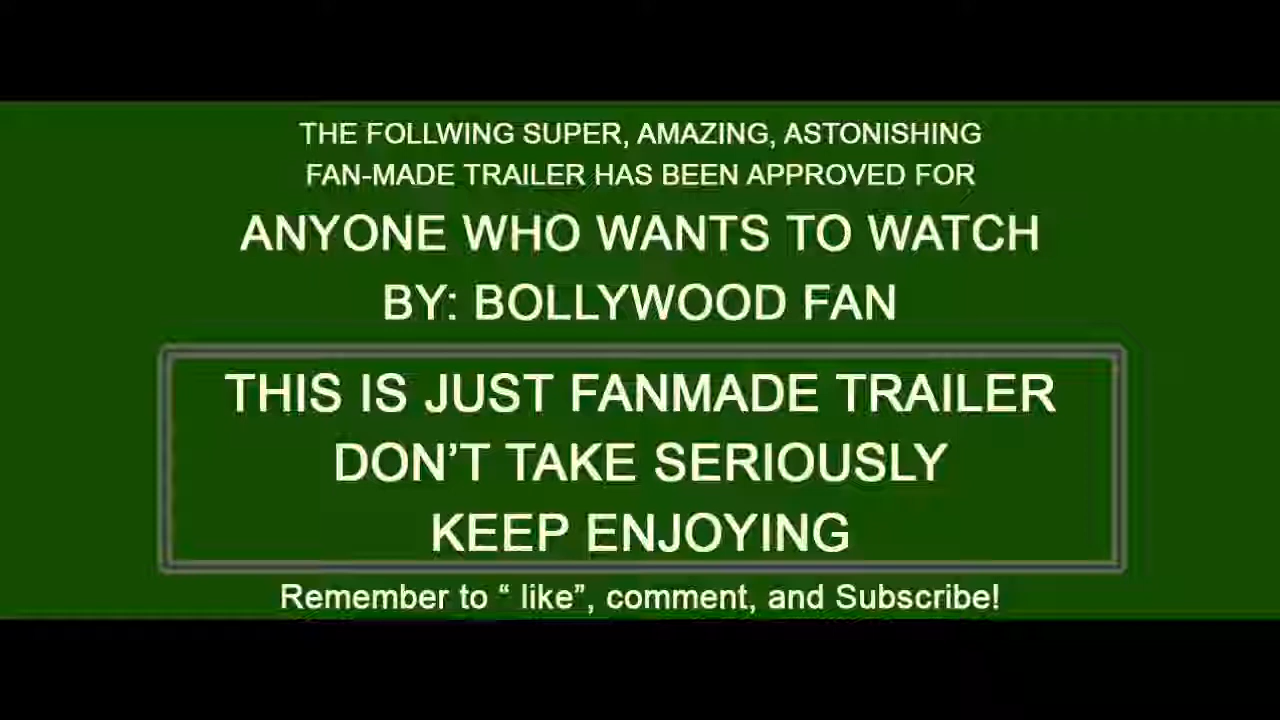 THE FOLLWING SUPER, AMAZING, ASTONISHING
FAN-MADE TRAILER HAS BEEN APPROVED FOR
ANYONE WHO WANTS TO WATCH
BY: BOLLYWOOD FAN
THIS IS JUST FANMADE TRAILER
DON’T TAKE SERIOUSLY
KEEP ENJOYING
Remember to “ like”, comment, and Subscribe!